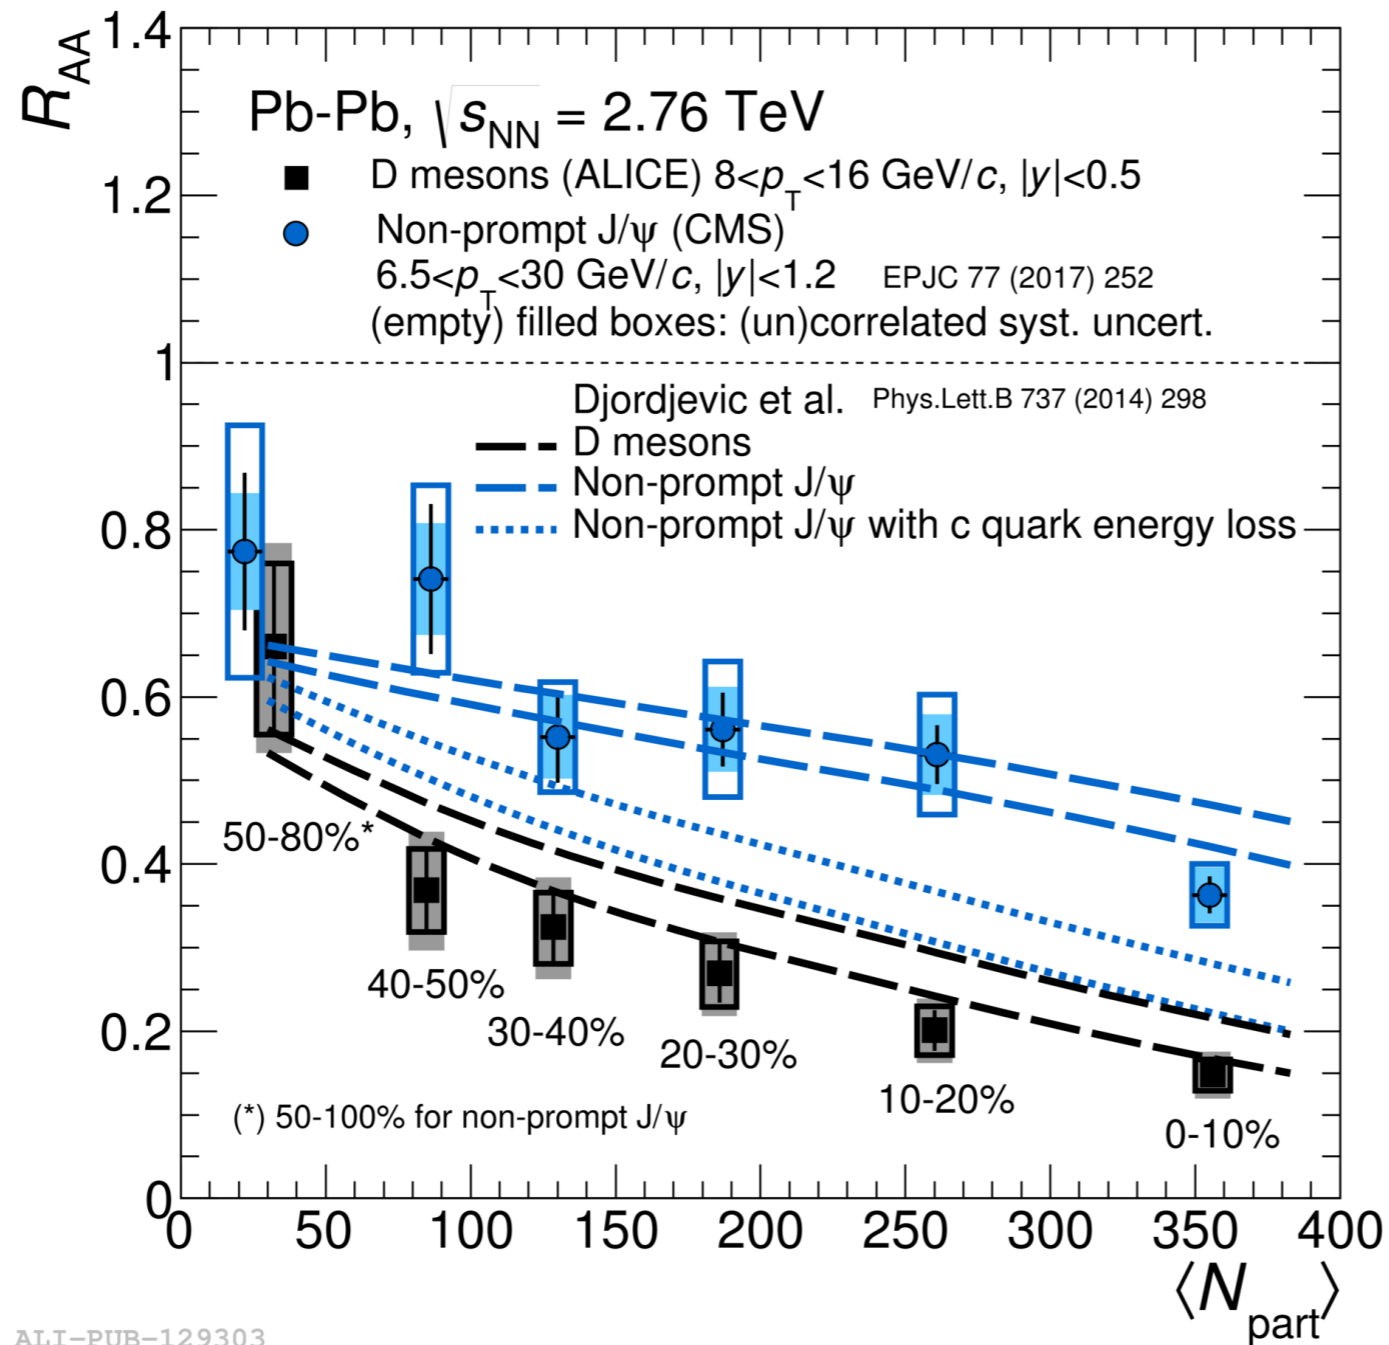 R_AA
1.4
1.2
1
0.8
0.6
0.4
0.2
0
Pb-Pb, √s_NN = 2.76 TeV
D mesons (ALICE) 8<p_T<16 GeV/c, |y|<0.5
Non-prompt J/ψ (CMS)
6.5<p_T<30 GeV/c, |y|<1.2 EPJC 77 (2017) 252
(empty) filled boxes: (un)correlated syst. uncert.
Djordjevic et al. Phys.Lett.B 737 (2014) 298
D mesons
Non-prompt J/ψ
Non-prompt J/ψ with c quark energy loss
50-80%*
40-50%
30-40%
20-30%
10-20%
0-10%
(*) 50-100% for non-prompt J/ψ
0 50 100 150 200 250 300 350 400
⟨N_part⟩
ALI-PUB-129303